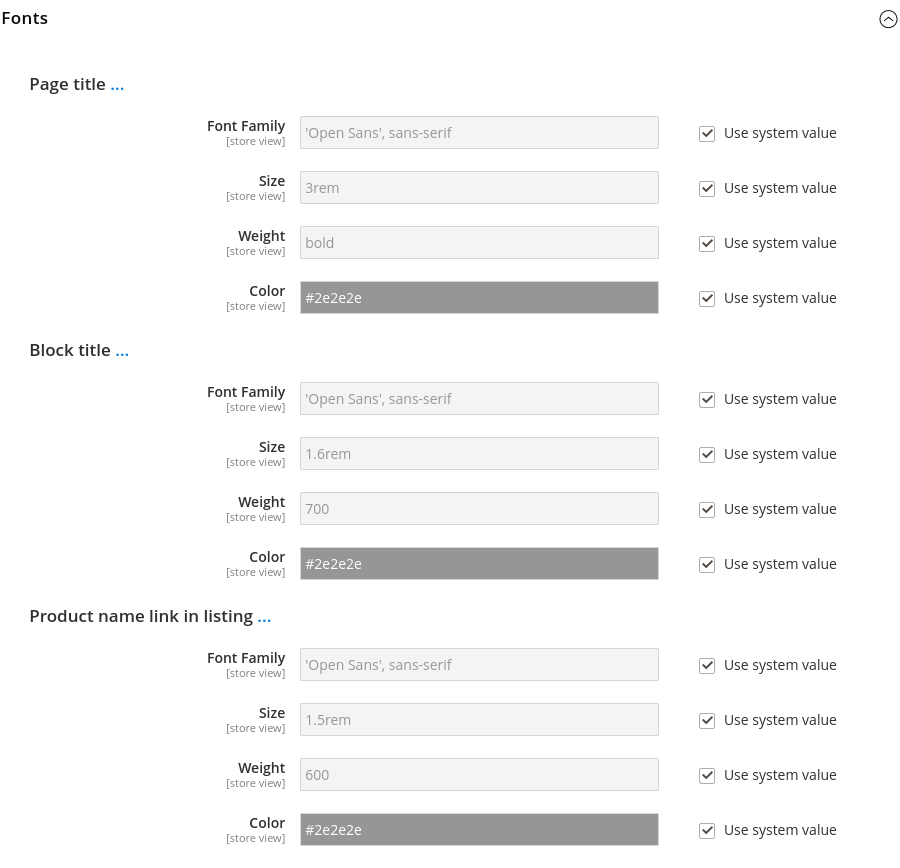 Fonts
Page title ...
Font Family
[store view]
'Open Sans', sans-serif
Use system value
Size
[store view]
3rem
Use system value
Weight
[store view]
bold
Use system value
Color
[store view]
#2e2e2e
Use system value
Block title ...
Font Family
[store view]
'Open Sans', sans-serif
Use system value
Size
[store view]
1.6rem
Use system value
Weight
[store view]
700
Use system value
Color
[store view]
#2e2e2e
Use system value
Product name link in listing ...
Font Family
[store view]
'Open Sans', sans-serif
Use system value
Size
[store view]
1.5rem
Use system value
Weight
[store view]
600
Use system value
Color
[store view]
#2e2e2e
Use system value